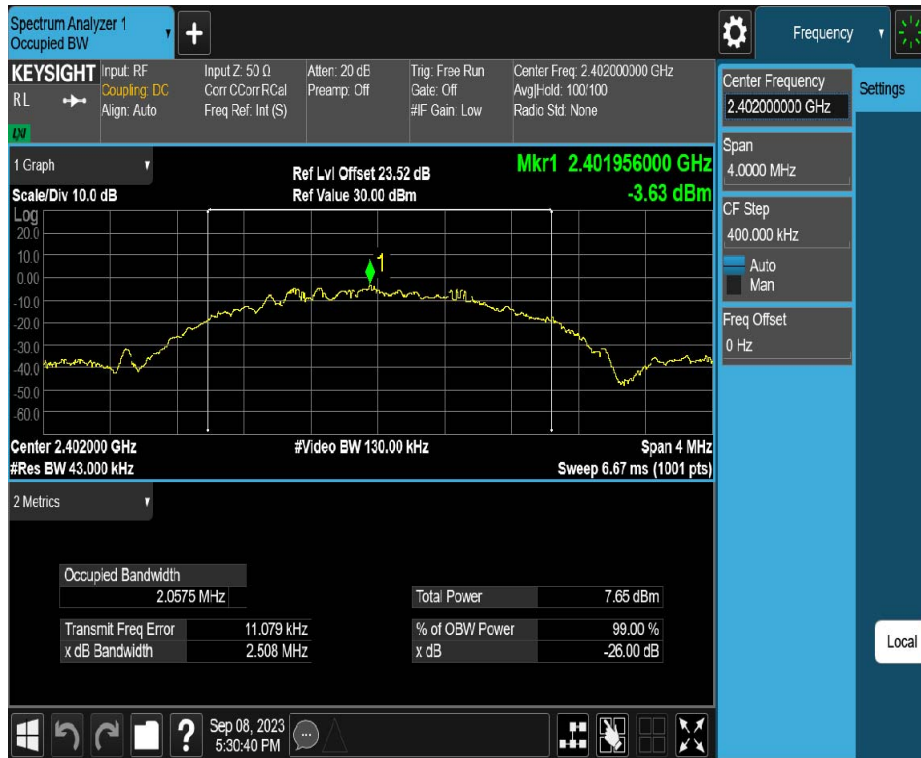 Spectrum Analyzer 1
Occupied BW
+
Frequency
KEYSIGHT
RL
LXI
Input: RF
Coupling: DC
Align: Auto
Input Z: 50 Ω
Corr CCorr RCal
Freq Ref: Int (S)
Atten: 20 dB
Preamp: Off
Trig: Free Run
Gate: Off
#IF Gain: Low
Center Freq: 2.402000000 GHz
Avg|Hold: 100/100
Radio Std: None
Center Frequency
2.402000000 GHz
Settings
Span
4.0000 MHz
CF Step
400.000 kHz
Auto
Man
Freq Offset
0 Hz
1 Graph
Scale/Div 10.0 dB
Ref Lvl Offset 23.52 dB
Ref Value 30.00 dBm
Mkr1 2.401956000 GHz
-3.63 dBm
Log
20.0
10.0
0.00
-10.0
-20.0
-30.0
-40.0
-50.0
-60.0
1
Center 2.402000 GHz
#Video BW 130.00 kHz
Span 4 MHz
#Res BW 43.000 kHz
Sweep 6.67 ms (1001 pts)
2 Metrics
Occupied Bandwidth
2.0575 MHz
Total Power 7.65 dBm
Transmit Freq Error 11.079 kHz
% of OBW Power 99.00 %
x dB Bandwidth 2.508 MHz
x dB -26.00 dB
Local
?
Sep 08, 2023
5:30:40 PM